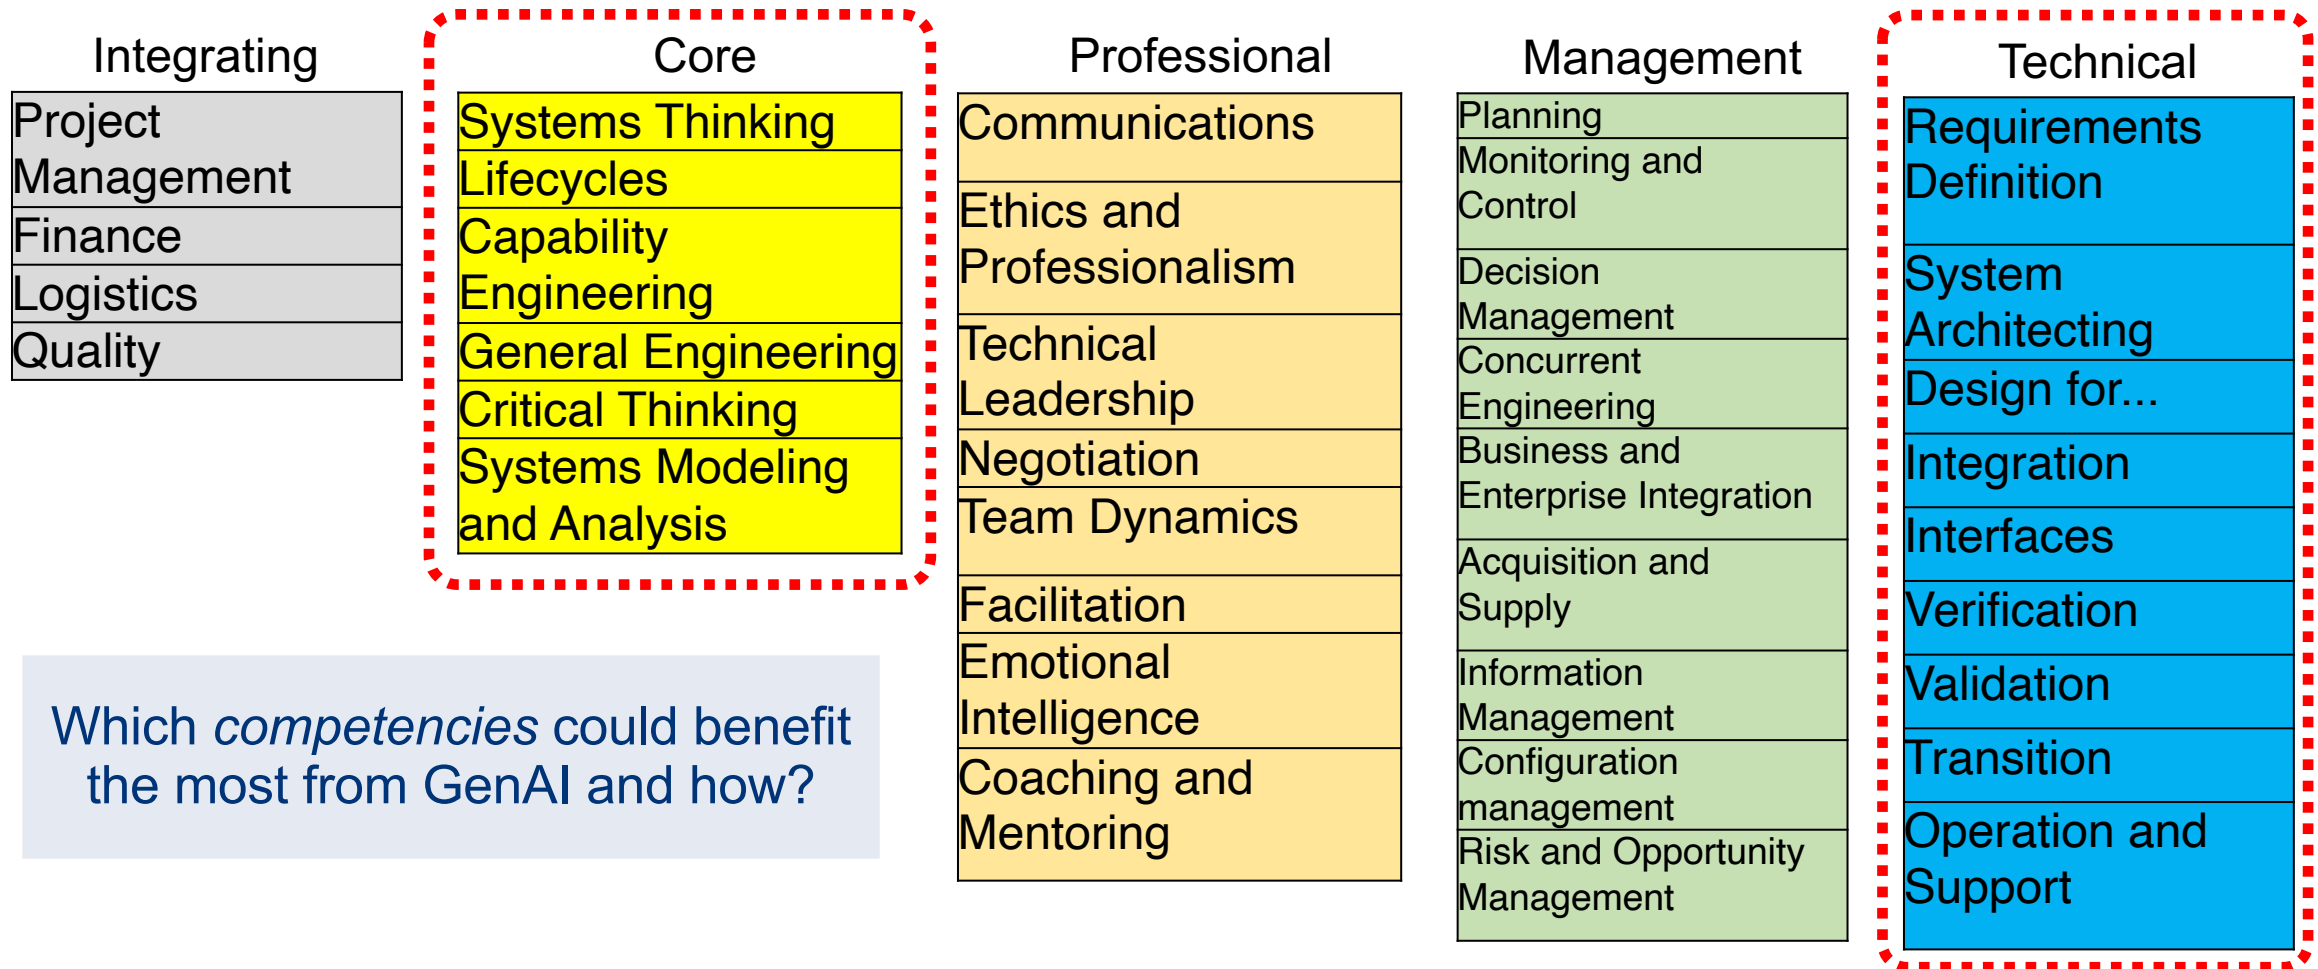 Integrating
Project
Management
Finance
Logistics
Quality
Core
Systems Thinking
Lifecycles
Capability
Engineering
General Engineering
Critical Thinking
Systems Modeling
and Analysis
Professional
Communications
Ethics and
Professionalism
Technical
Leadership
Negotiation
Team Dynamics
Facilitation
Emotional
Intelligence
Coaching and
Mentoring
Management
Planning
Monitoring and
Control
Decision
Management
Concurrent
Engineering
Business and
Enterprise Integration
Acquisition and
Supply
Information
Management
Configuration
management
Risk and Opportunity
Management
Technical
Requirements
Definition
System
Architecting
Design for...
Integration
Interfaces
Verification
Validation
Transition
Operation and
Support
Which competencies could benefit
the most from GenAI and how?